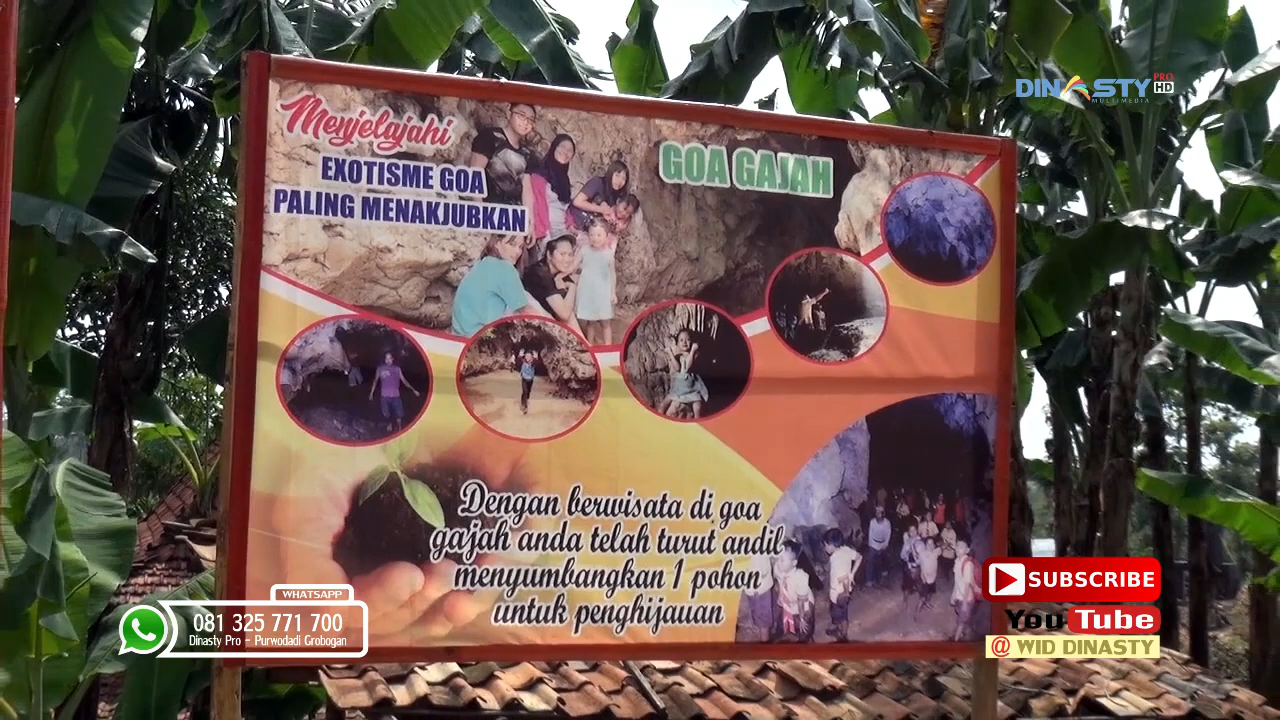 DINASTY PRO HD
MULTIMEDIA
Menjelajahi
EXOTISME GOA
PALING MENAKJUBKAN
GOA GAJAH
Dengan berwisata di goa
gajah anda telah turut andil
menyumbangkan 1 pohon
untuk penghijauan
WHATSAPP
081 325 771 700
Dinasty Pro - Purwodadi Grobogan
SUBSCRIBE
YouTube
@ WID DINASTY